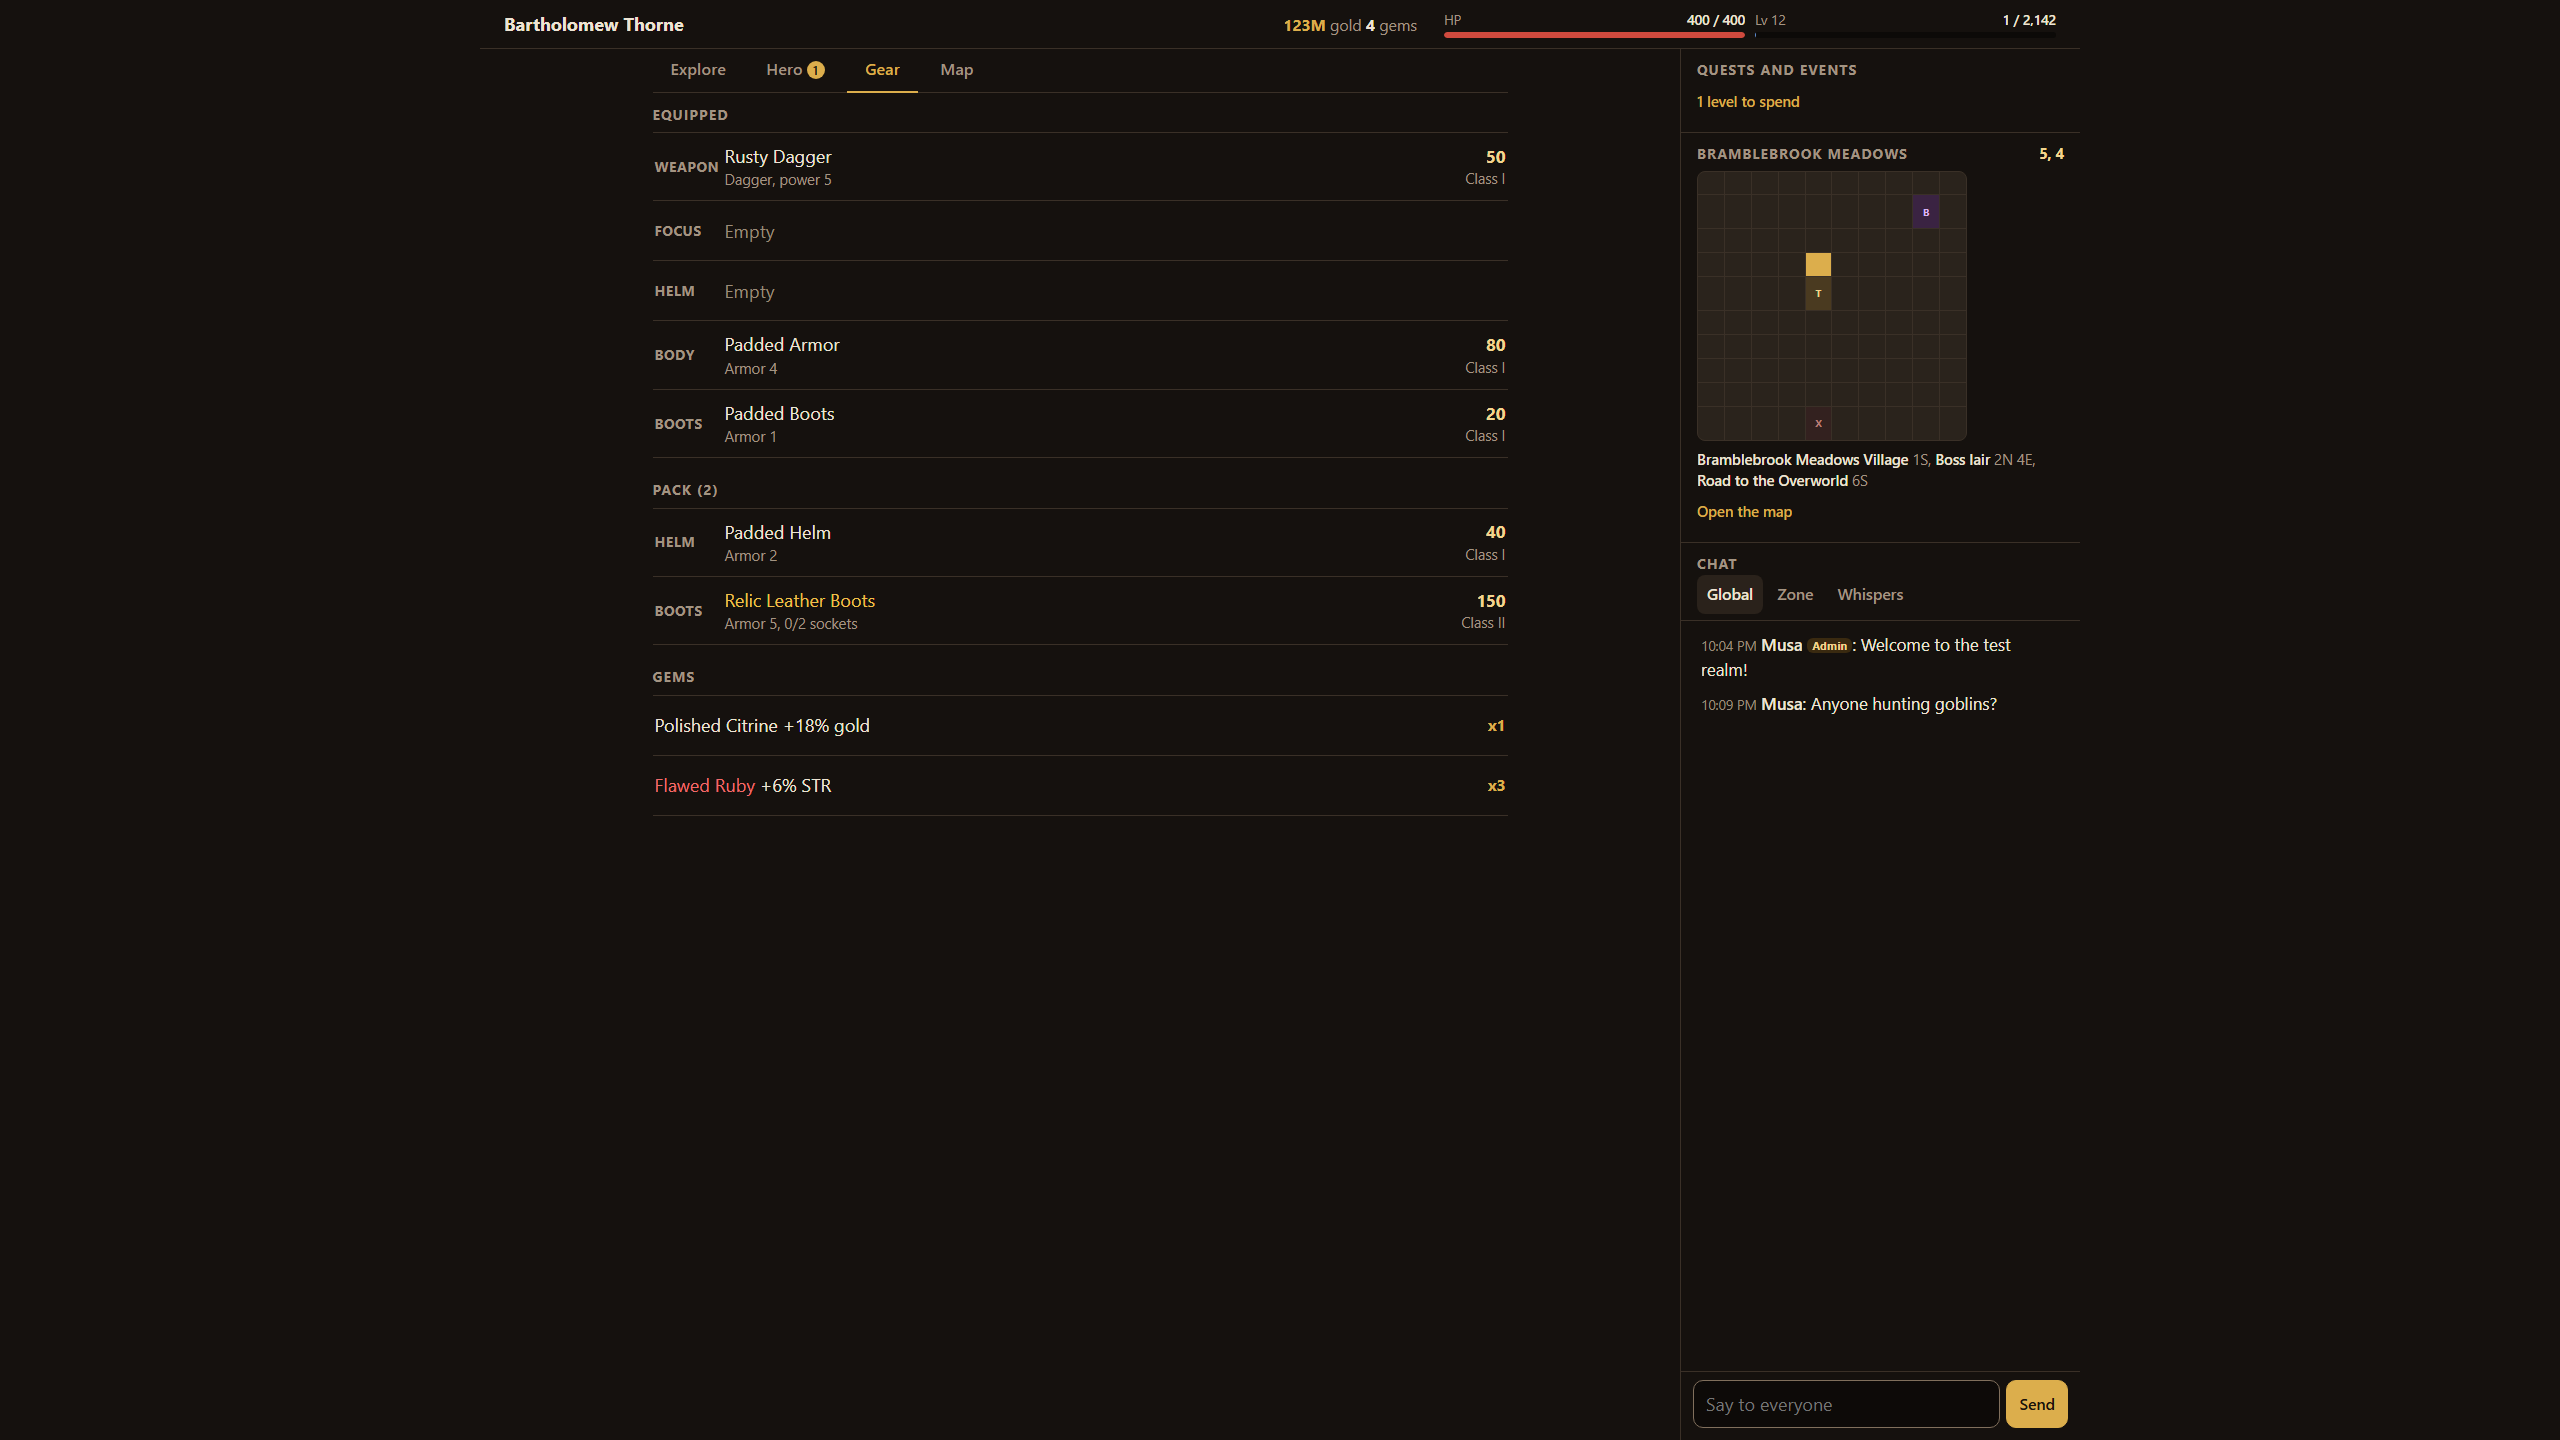 Bartholomew Thorne
123M gold 4 gems
HP 400 / 400
Lv 12 1 / 2,142
Explore Hero 1 Gear Map
EQUIPPED
WEAPON Rusty Dagger 50
Dagger, power 5 Class I
FOCUS Empty
HELM Empty
BODY Padded Armor 80
Armor 4 Class I
BOOTS Padded Boots 20
Armor 1 Class I
PACK (2)
HELM Padded Helm 40
Armor 2 Class I
BOOTS Relic Leather Boots 150
Armor 5, 0/2 sockets Class II
GEMS
Polished Citrine +18% gold x1
Flawed Ruby +6% STR x3
QUESTS AND EVENTS
1 level to spend
BRAMBLEBROOK MEADOWS 5, 4
B
T
X
Bramblebrook Meadows Village 1S, Boss lair 2N 4E,
Road to the Overworld 6S
Open the map
CHAT
Global Zone Whispers
10:04 PM Musa Admin: Welcome to the test
realm!
10:09 PM Musa: Anyone hunting goblins?
Say to everyone Send